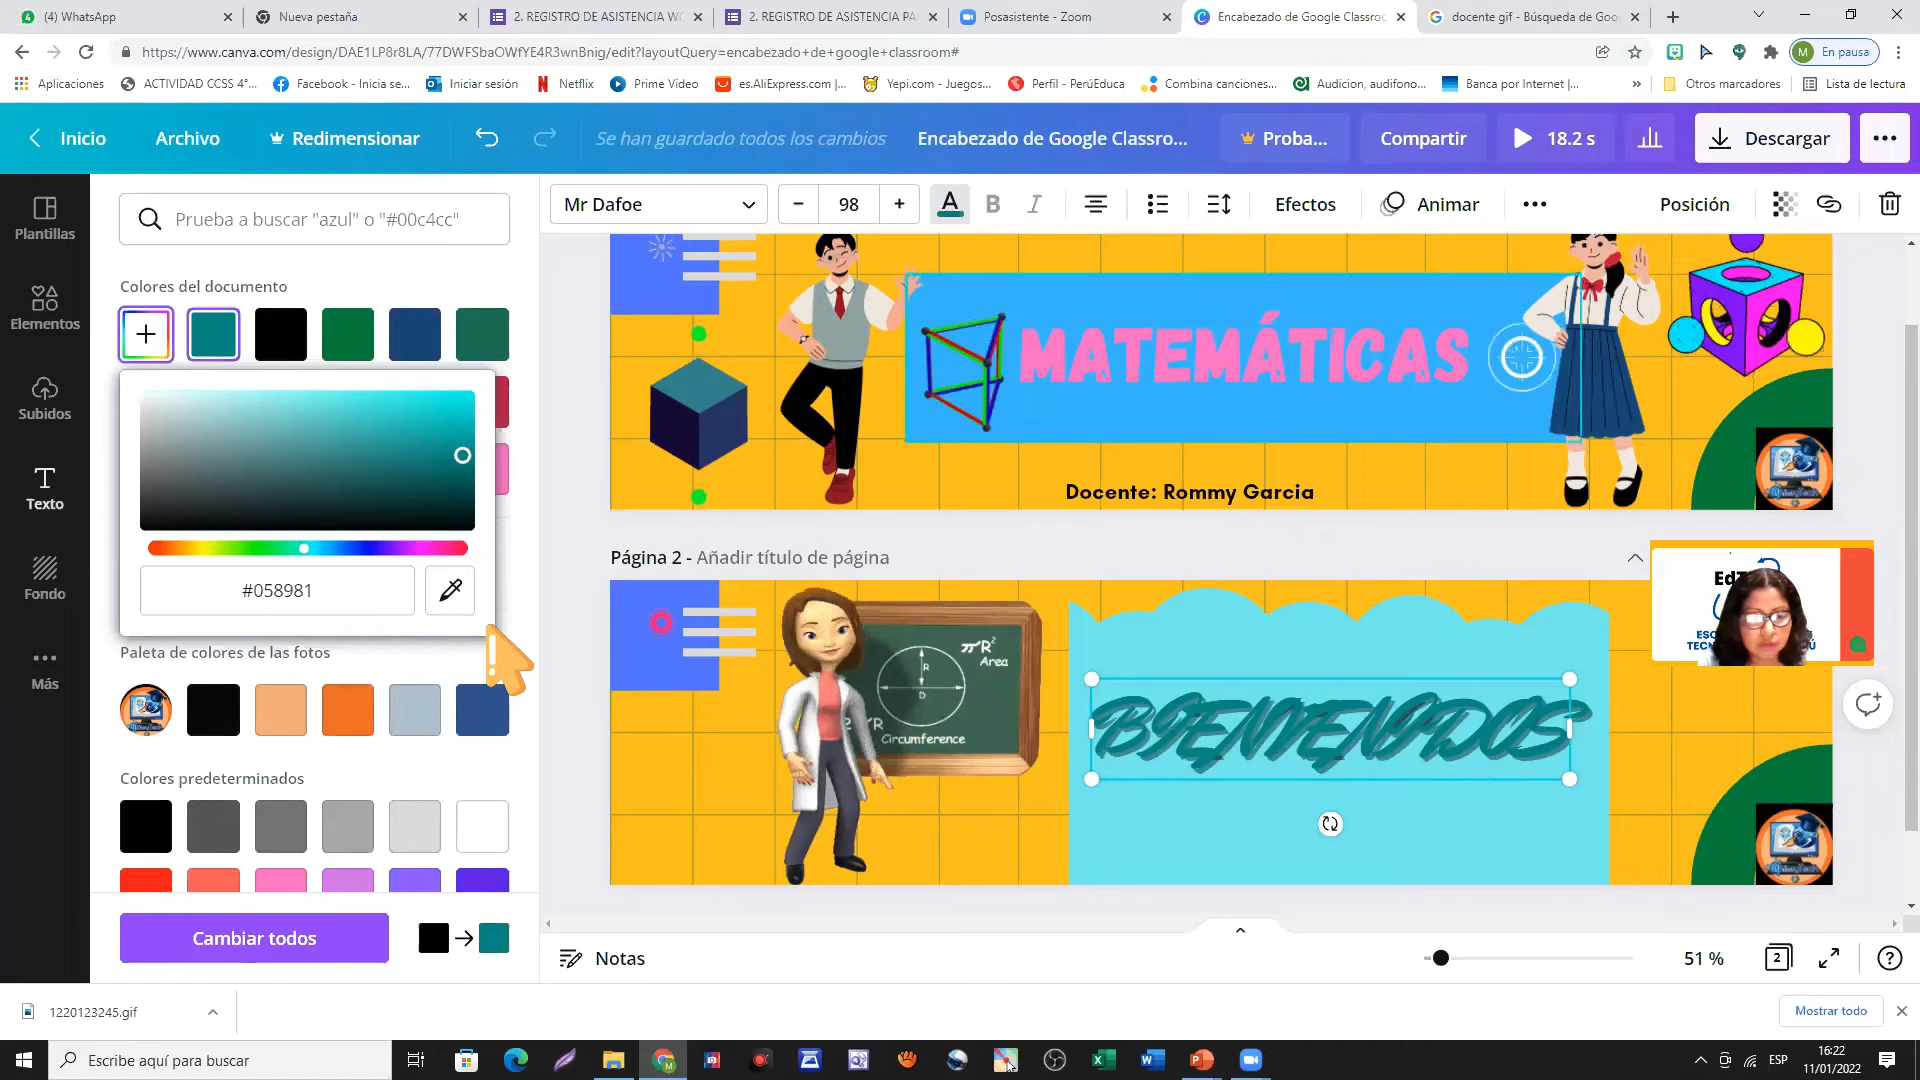 (4) WhatsApp
Nueva pestaña
2. REGISTRO DE ASISTENCIA WO
2. REGISTRO DE ASISTENCIA PA
Posasistente - Zoom
Encabezado de Google Classroo
docente gif - Búsqueda de Goo
https://www.canva.com/design/DAE1LP8r8LA/77DWFSbaOWfYE4R3wnBnig/edit?layoutQuery=encabezado+de+google+classroom#
M
En pausa
Aplicaciones
ACTIVIDAD CCSS 4°...
Facebook - Inicia se...
Iniciar sesión
Netflix
Prime Video
es.AliExpress.com |...
Yepi.com - Juegos...
Perfil - PerúEduca
Combina canciones...
Audicion, audifono...
Banca por Internet |...
Otros marcadores
Lista de lectura
Inicio
Archivo
Redimensionar
Se han guardado todos los cambios
Encabezado de Google Classro...
Proba...
Compartir
18.2 s
Descargar
Plantillas
Elementos
Subidos
Texto
Fondo
Más
Prueba a buscar "azul" o "#00c4cc"
Mr Dafoe
98
A
B
I
Efectos
Animar
Posición
Colores del documento
#058981
Paleta de colores de las fotos
Colores predeterminados
Cambiar todos
MATEMÁTICAS
Docente: Rommy Garcia
Página 2 - Añadir título de página
πR²
Area
R
D
Circumference
BIENVENIDOS
Notas
51 %
2
1220123245.gif
Mostrar todo
Escribe aquí para buscar
ESP
16:22
11/01/2022